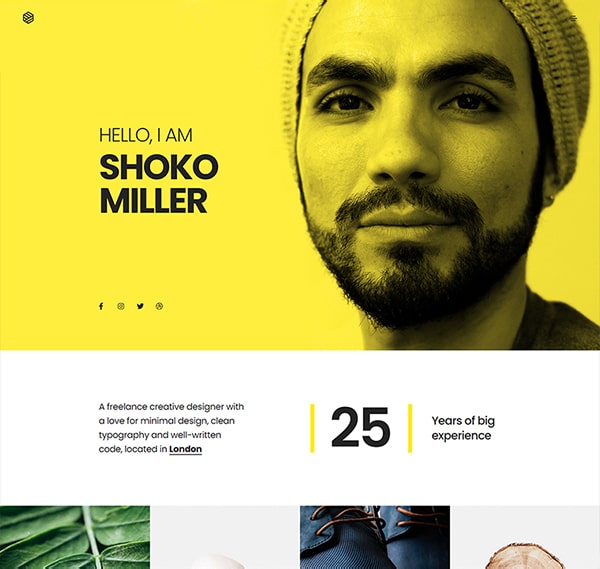 HELLO, I AM
SHOKO
MILLER
A freelance creative designer with
a love for minimal design, clean
typography and well-written
code, located in London
25
Years of big
experience